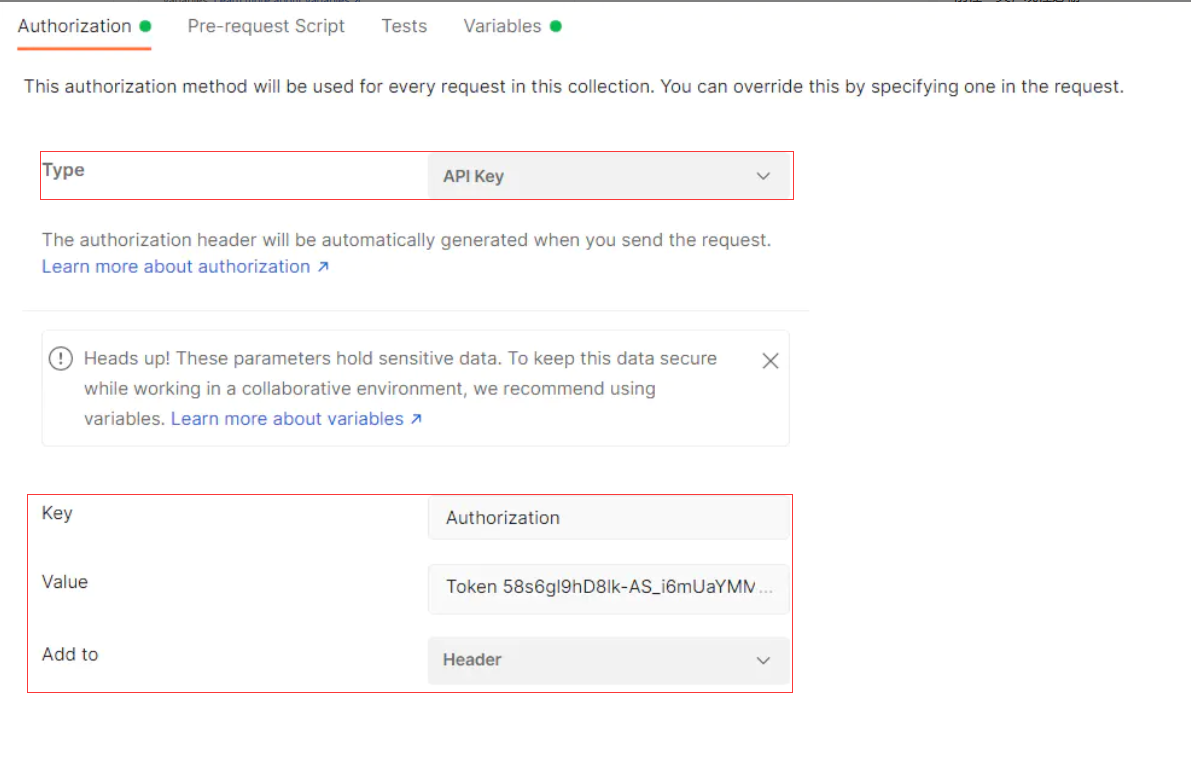 Authorization Pre-request Script Tests Variables
This authorization method will be used for every request in this collection. You can override this by specifying one in the request.
Type API Key
The authorization header will be automatically generated when you send the request.
Learn more about authorization ↗
Heads up! These parameters hold sensitive data. To keep this data secure
while working in a collaborative environment, we recommend using
variables. Learn more about variables ↗
Key Authorization
Value Token 58s6gl9hD8lk-AS_i6mUaYMM...
Add to Header